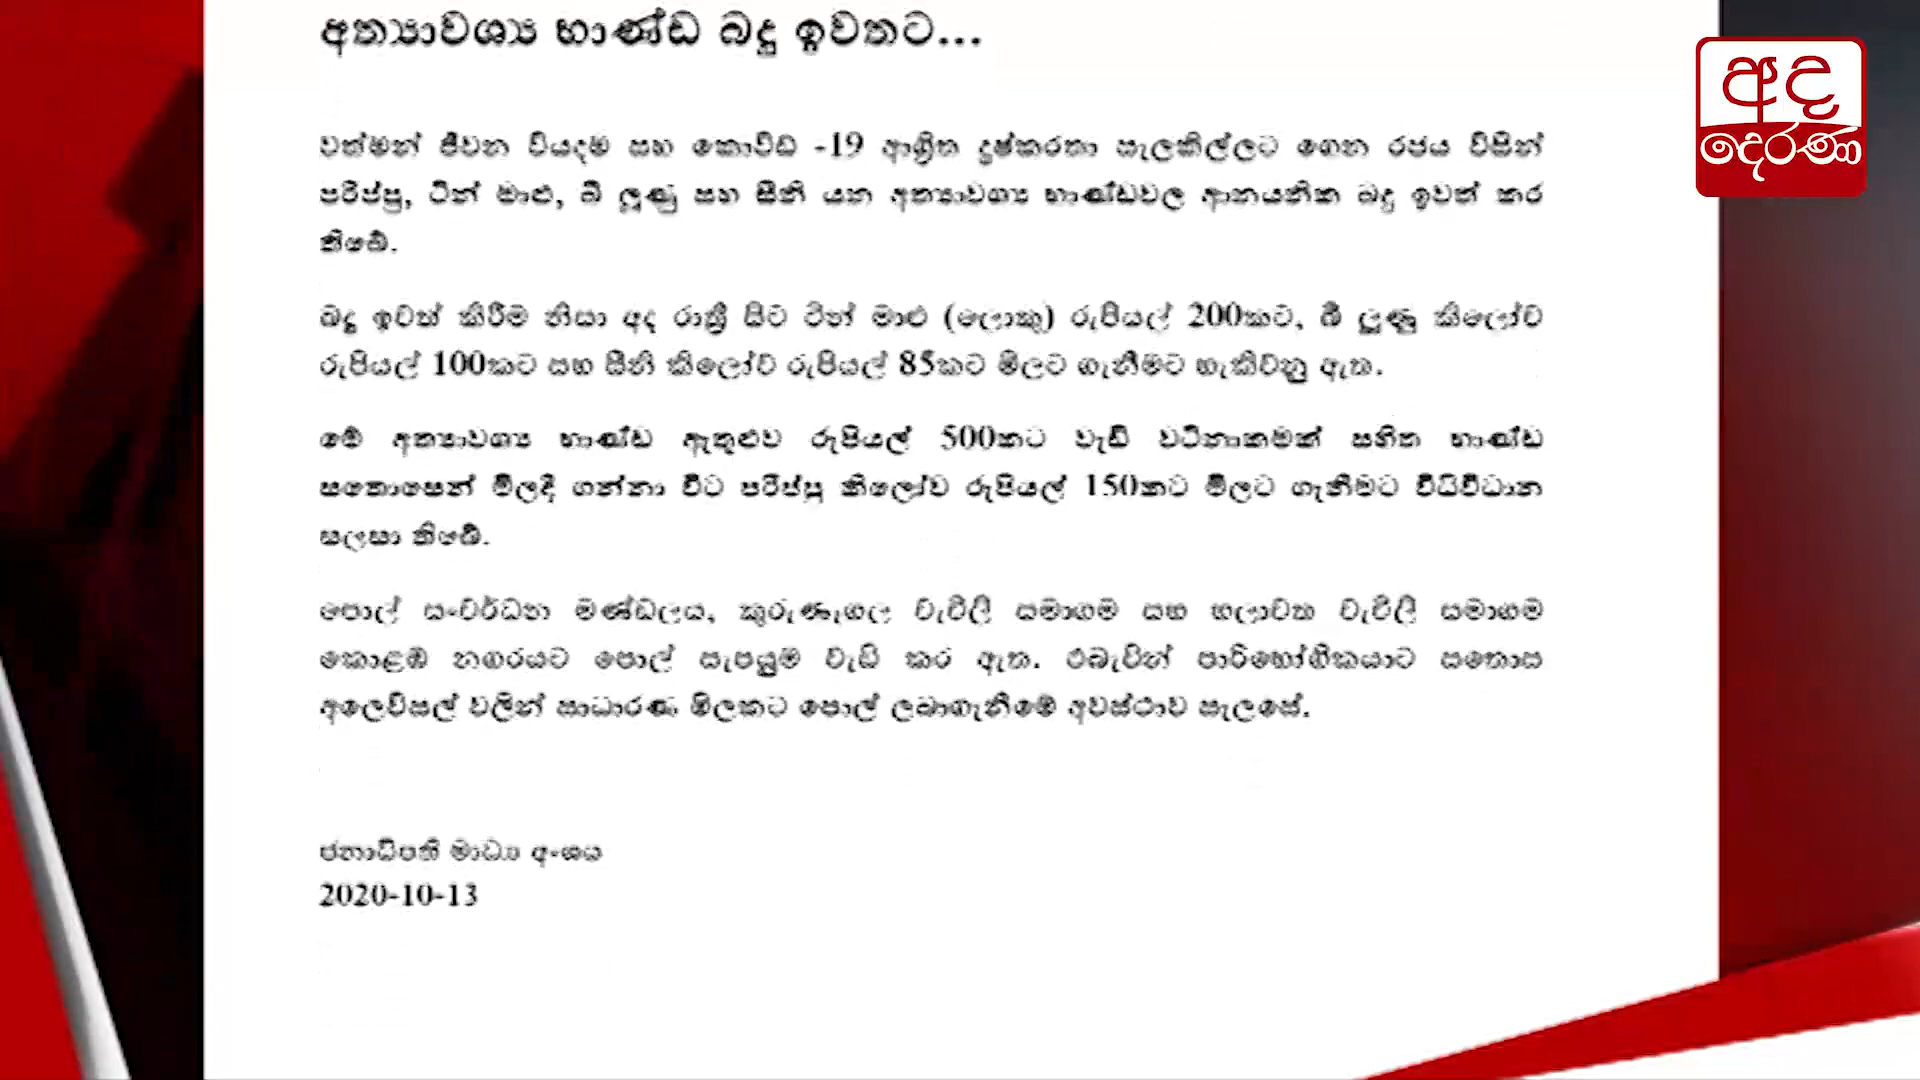 අත්‍යාවශ්‍ය භාණ්ඩ බදු ඉවතට...
අද
දෙරණ
වත්මන් ජීවන වියදම සහ කොවිඩ් -19 ආශ්‍රිත දුෂ්කරතා සැලකිල්ලට ගෙන රජය විසින්
පරිප්පු, ටින් මාළු, බී ලූණු සහ සීනි යන අත්‍යාවශ්‍ය භාණ්ඩවල ආනයනික බදු ඉවත් කර
තිබේ.
බදු ඉවත් කිරීම නිසා අද රාත්‍රී සිට ටින් මාළු (ලොකු) රුපියල් 200කට, බී ලූණු කිලෝව
රුපියල් 100කට සහ සීනි කිලෝව රුපියල් 85කට මිලට ගැනීමට හැකිවනු ඇත.
මේ අත්‍යාවශ්‍ය භාණ්ඩ ඇතුළුව රුපියල් 500කට වැඩි වටිනාකමක් සහිත භාණ්ඩ
සතොසෙන් මිලදී ගන්නා විට පරිප්පු කිලෝව රුපියල් 150කට මිලට ගැනීමට විධිවිධාන
සලසා තිබේ.
පොල් සංවර්ධන මණ්ඩලය, කුරුණෑගල වැවිලි සමාගම සහ හලාවත වැවිලි සමාගම
කොළඹ නගරයට පොල් සැපයුම වැඩි කර ඇත. එබැවින් පාරිභෝගිකයාට සතොස
අලෙවිසල් වලින් සාධාරණ මිලකට පොල් ලබාගැනීමේ අවස්ථාව සැලසේ.
ජනාධිපති මාධ්‍ය අංශය
2020-10-13